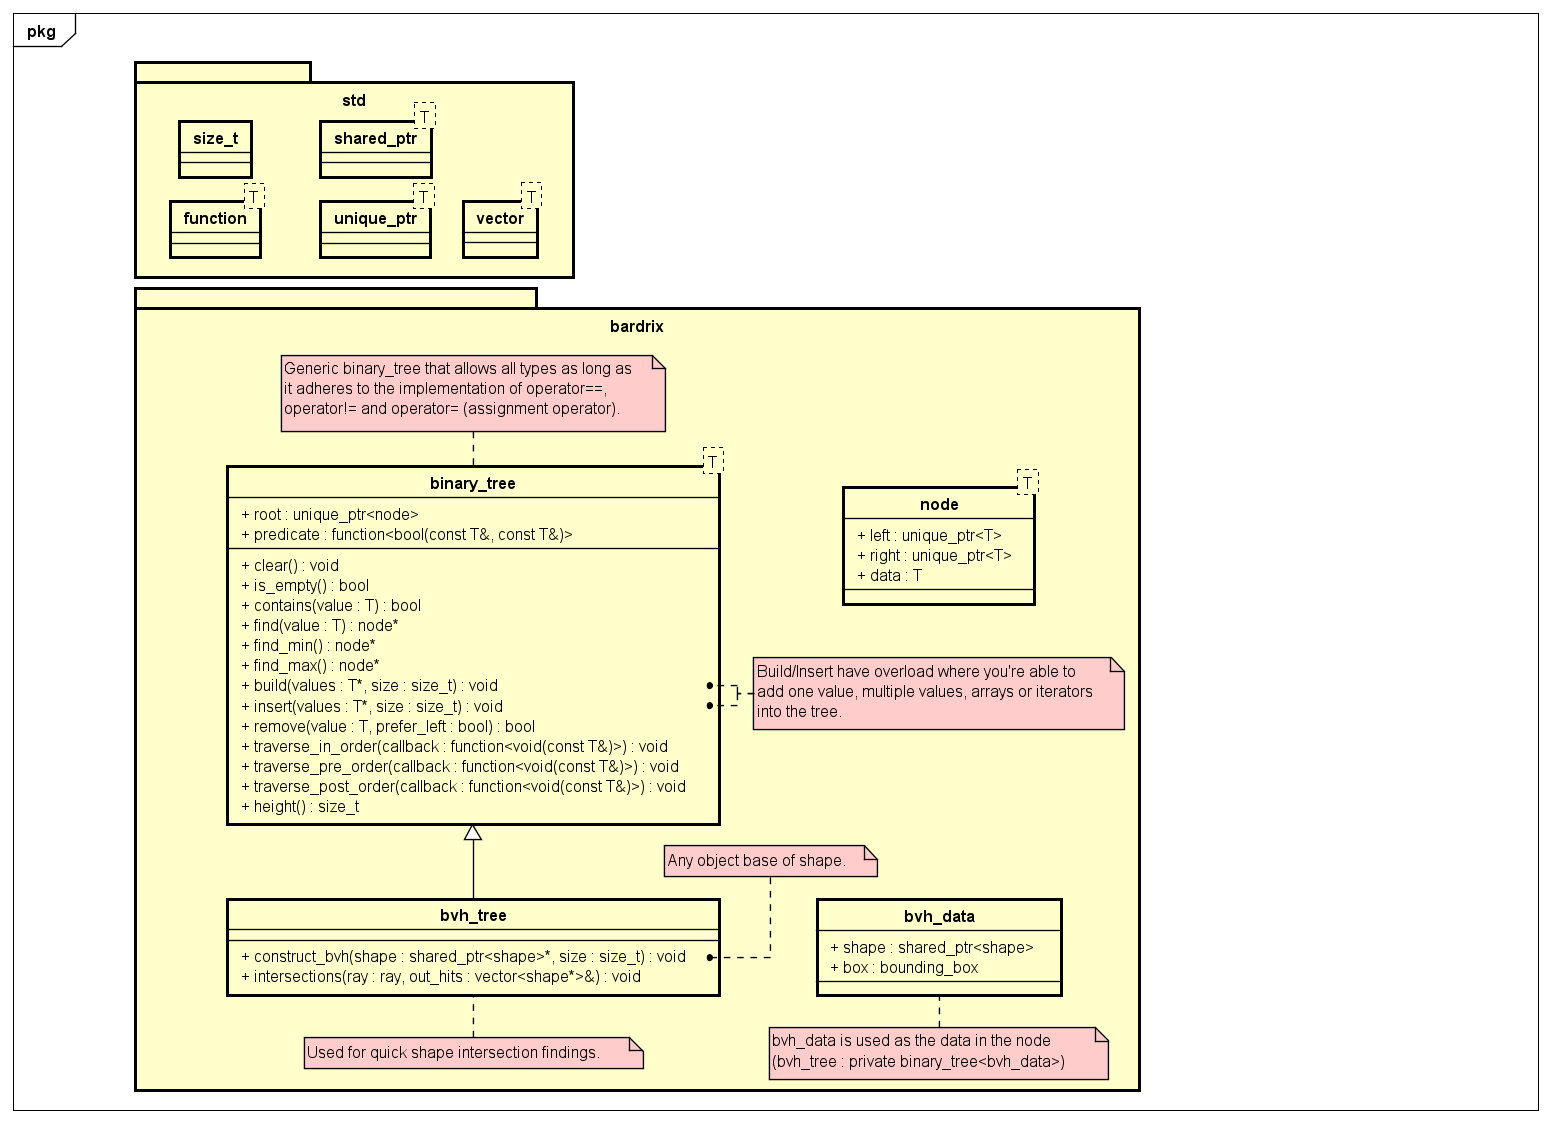 pkg
std
T
size_t
shared_ptr
T
T
T
function
unique_ptr
vector
bardrix
Generic binary_tree that allows all types as long as
it adheres to the implementation of operator==,
operator!= and operator= (assignment operator).
T
binary_tree
+ root : unique_ptr<node>
+ predicate : function<bool(const T&, const T&)>
+ clear() : void
+ is_empty() : bool
+ contains(value : T) : bool
+ find(value : T) : node*
+ find_min() : node*
+ find_max() : node*
+ build(values : T*, size : size_t) : void
+ insert(values : T*, size : size_t) : void
+ remove(value : T, prefer_left : bool) : bool
+ traverse_in_order(callback : function<void(const T&)>) : void
+ traverse_pre_order(callback : function<void(const T&)>) : void
+ traverse_post_order(callback : function<void(const T&)>) : void
+ height() : size_t
T
node
+ left : unique_ptr<T>
+ right : unique_ptr<T>
+ data : T
Build/Insert have overload where you're able to
add one value, multiple values, arrays or iterators
into the tree.
Any object base of shape.
bvh_tree
+ construct_bvh(shape : shared_ptr<shape>*, size : size_t) : void
+ intersections(ray : ray, out_hits : vector<shape*>&) : void
bvh_data
+ shape : shared_ptr<shape>
+ box : bounding_box
Used for quick shape intersection findings.
bvh_data is used as the data in the node
(bvh_tree : private binary_tree<bvh_data>)